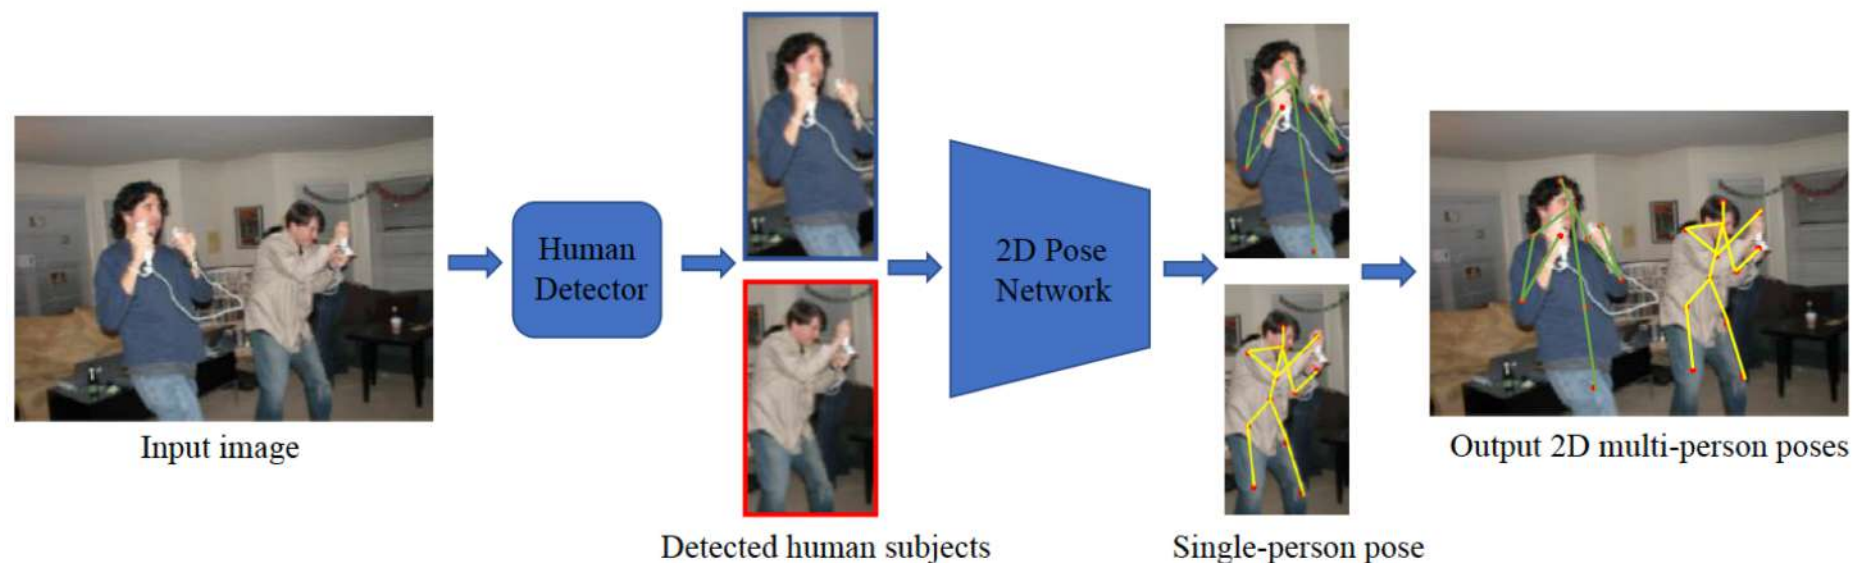 Human
Detector
2D Pose
Network
Input image
Detected human subjects
Single-person pose
Output 2D multi-person poses